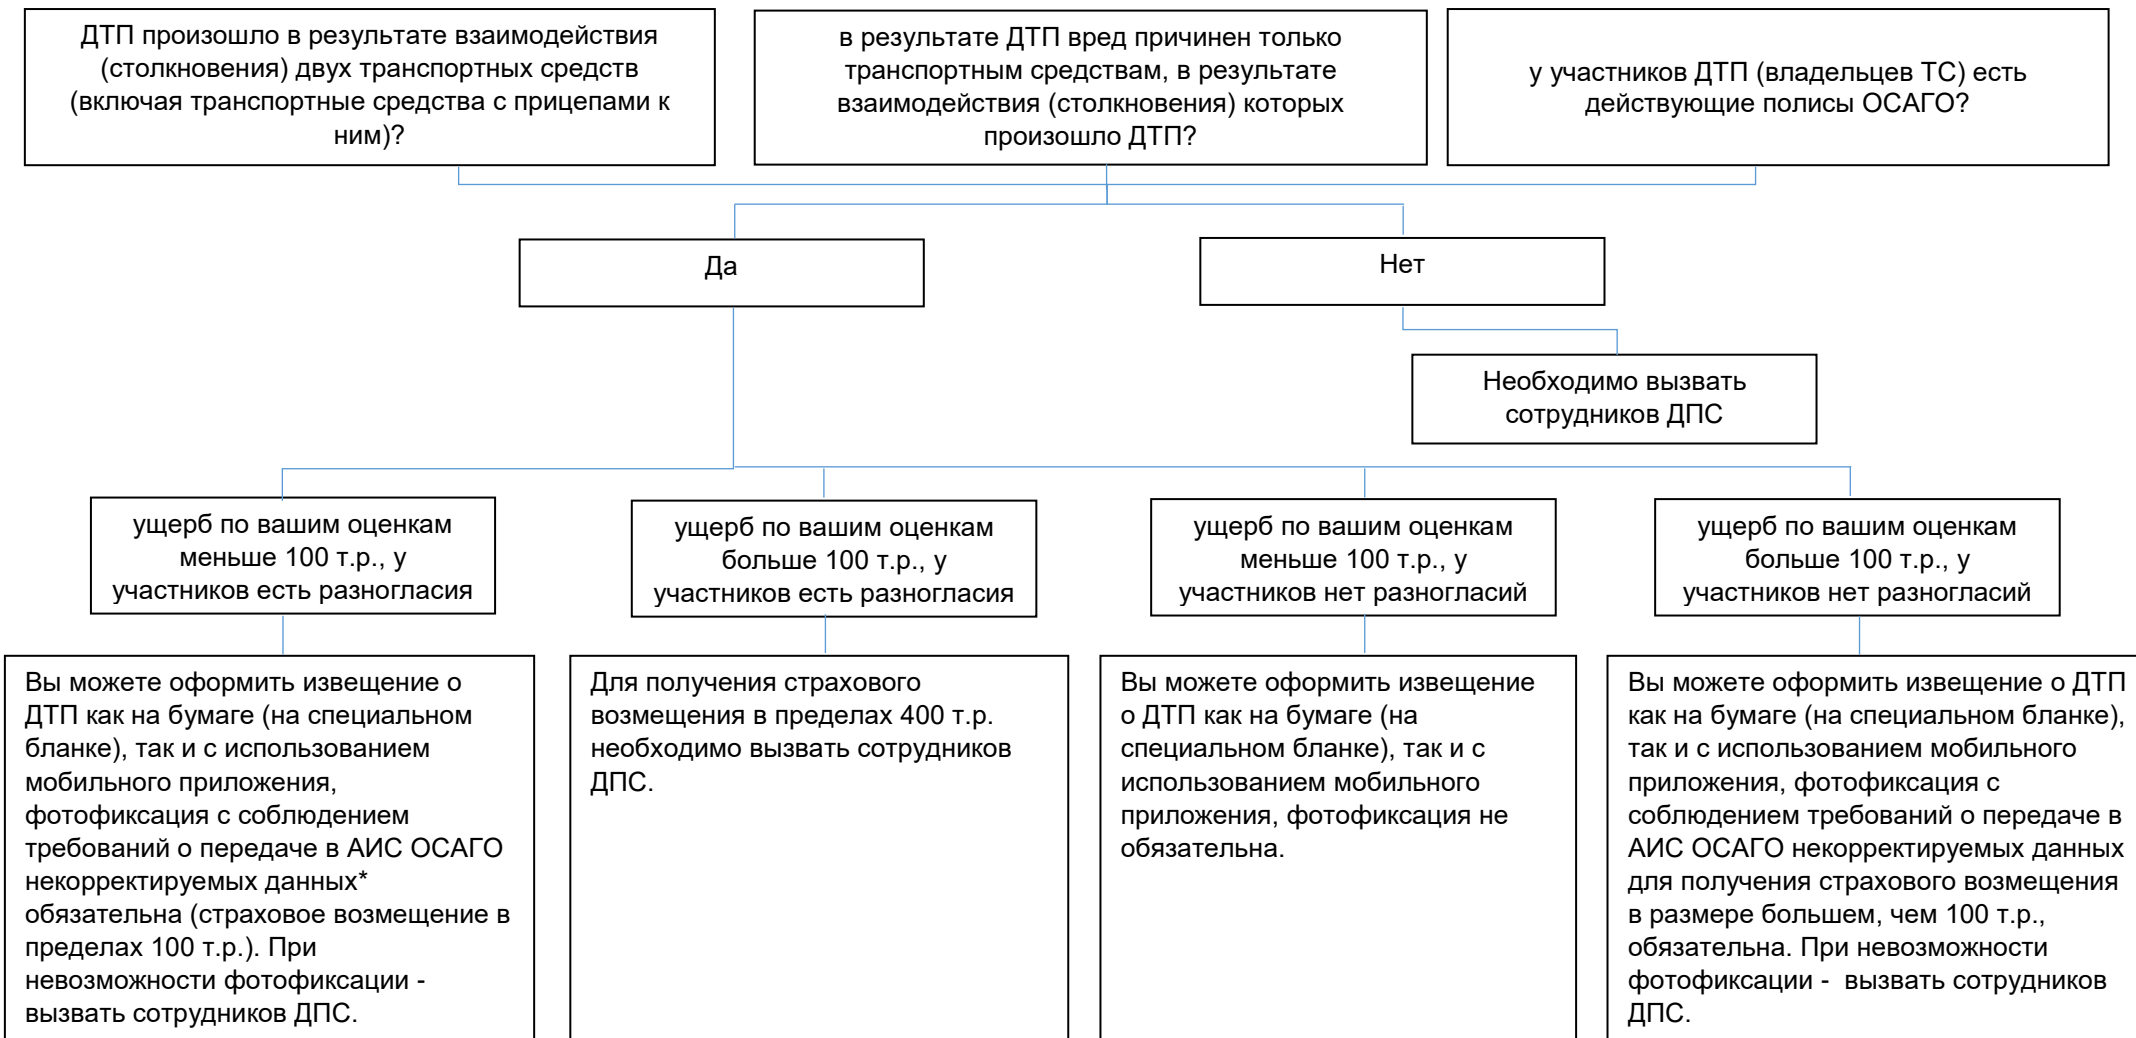 ДТП произошло в результате взаимодействия
(столкновения) двух транспортных средств
(включая транспортные средства с прицепами к
ним)?
в результате ДТП вред причинен только
транспортным средствам, в результате
взаимодействия (столкновения) которых
произошло ДТП?
у участников ДТП (владельцев ТС) есть
действующие полисы ОСАГО?
Да
Нет
Необходимо вызвать
сотрудников ДПС
ущерб по вашим оценкам
меньше 100 т.р., у
участников есть разногласия
ущерб по вашим оценкам
больше 100 т.р., у
участников есть разногласия
ущерб по вашим оценкам
меньше 100 т.р., у
участников нет разногласий
ущерб по вашим оценкам
больше 100 т.р., у
участников нет разногласий
Вы можете оформить извещение о
ДТП как на бумаге (на специальном
бланке), так и с использованием
мобильного приложения,
фотофиксация с соблюдением
требований о передаче в АИС ОСАГО
некорректируемых данных*
обязательна (страховое возмещение в
пределах 100 т.р.). При
невозможности фотофиксации -
вызвать сотрудников ДПС.
Для получения страхового
возмещения в пределах 400 т.р.
необходимо вызвать сотрудников
ДПС.
Вы можете оформить извещение
о ДТП как на бумаге (на
специальном бланке), так и с
использованием мобильного
приложения, фотофиксация не
обязательна.
Вы можете оформить извещение о ДТП
как на бумаге (на специальном бланке),
так и с использованием мобильного
приложения, фотофиксация с
соблюдением требований о передаче в
АИС ОСАГО некорректируемых данных
для получения страхового возмещения
в размере большем, чем 100 т.р.,
обязательна. При невозможности
фотофиксации - вызвать сотрудников
ДПС.